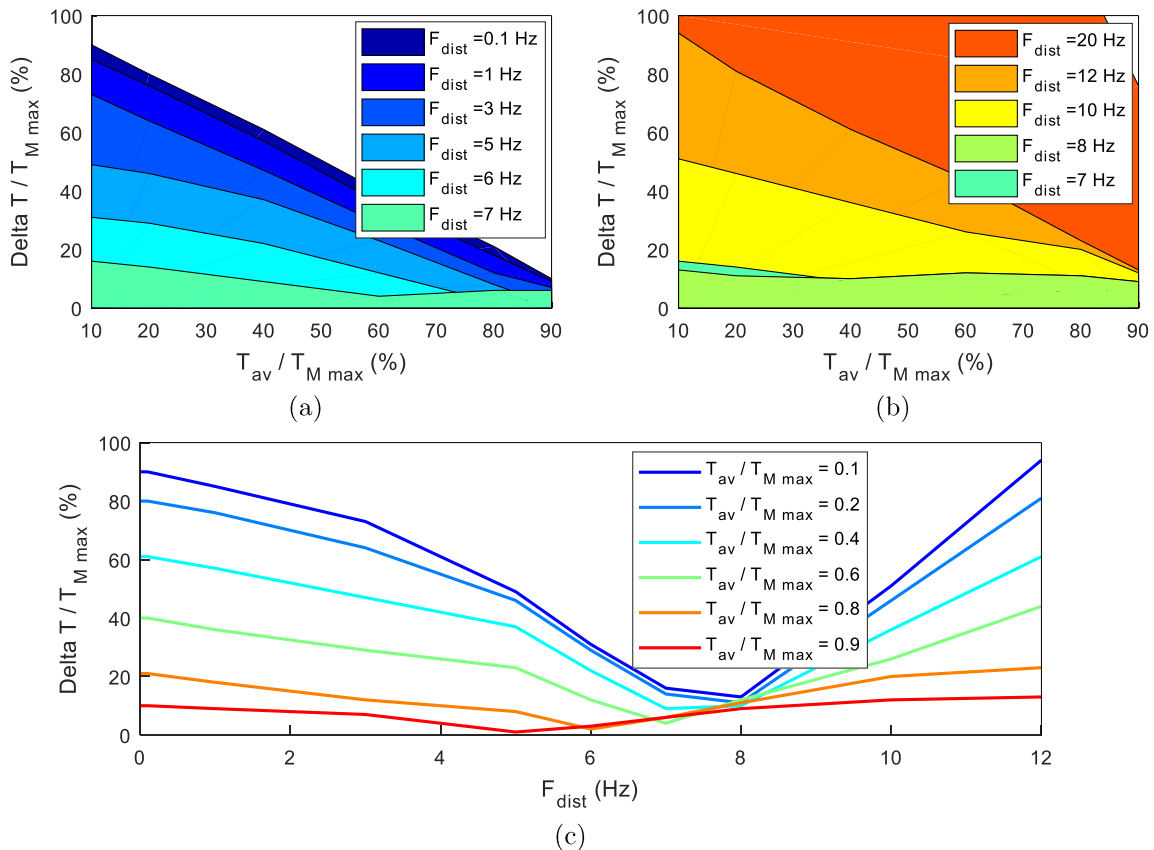 100
80
60
40
20
0
Delta T / T_M max (%)
F_dist =0.1 Hz
F_dist =1 Hz
F_dist =3 Hz
F_dist =5 Hz
F_dist =6 Hz
F_dist =7 Hz
10 20 30 40 50 60 70 80 90
T_av / T_M max (%)
(a)
100
80
60
40
20
0
Delta T / T_M max (%)
F_dist =20 Hz
F_dist =12 Hz
F_dist =10 Hz
F_dist =8 Hz
F_dist =7 Hz
10 20 30 40 50 60 70 80 90
T_av / T_M max (%)
(b)
100
80
60
40
20
0
Delta T / T_M max (%)
T_av / T_M max = 0.1
T_av / T_M max = 0.2
T_av / T_M max = 0.4
T_av / T_M max = 0.6
T_av / T_M max = 0.8
T_av / T_M max = 0.9
0 2 4 6 8 10 12
F_dist (Hz)
(c)